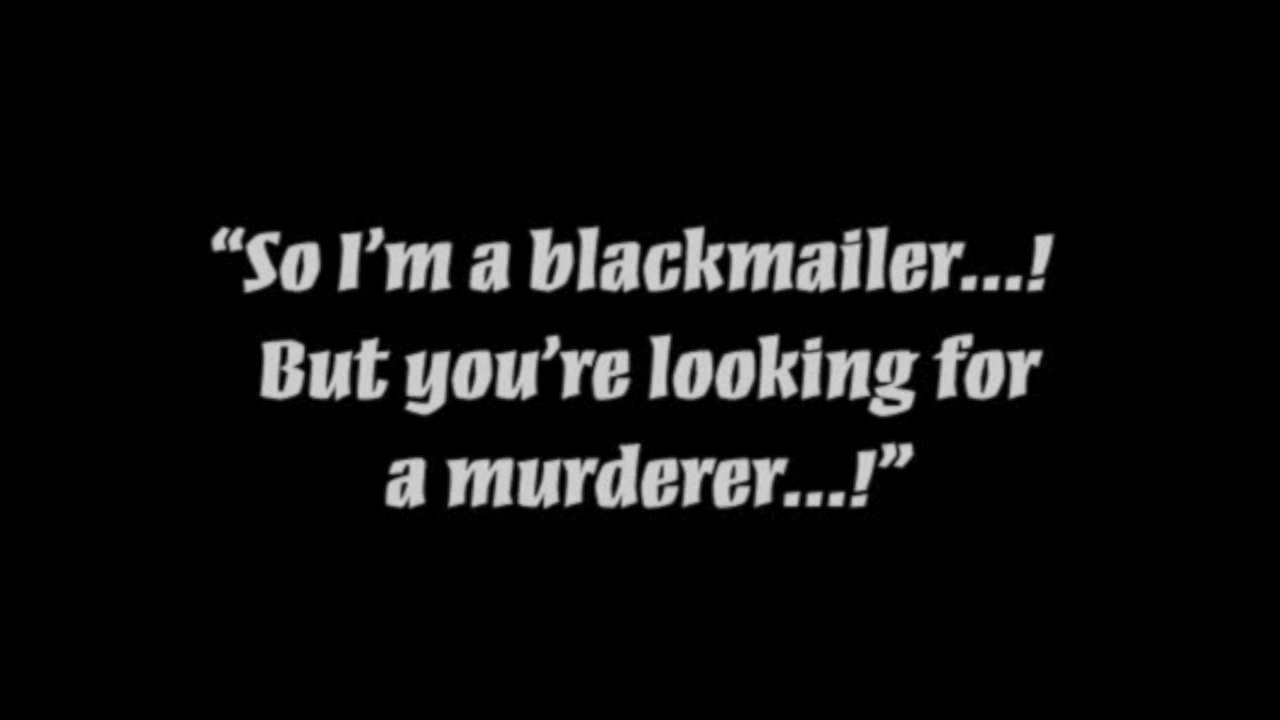 “So I’m a blackmailer...!
But you’re looking for
a murderer...!”